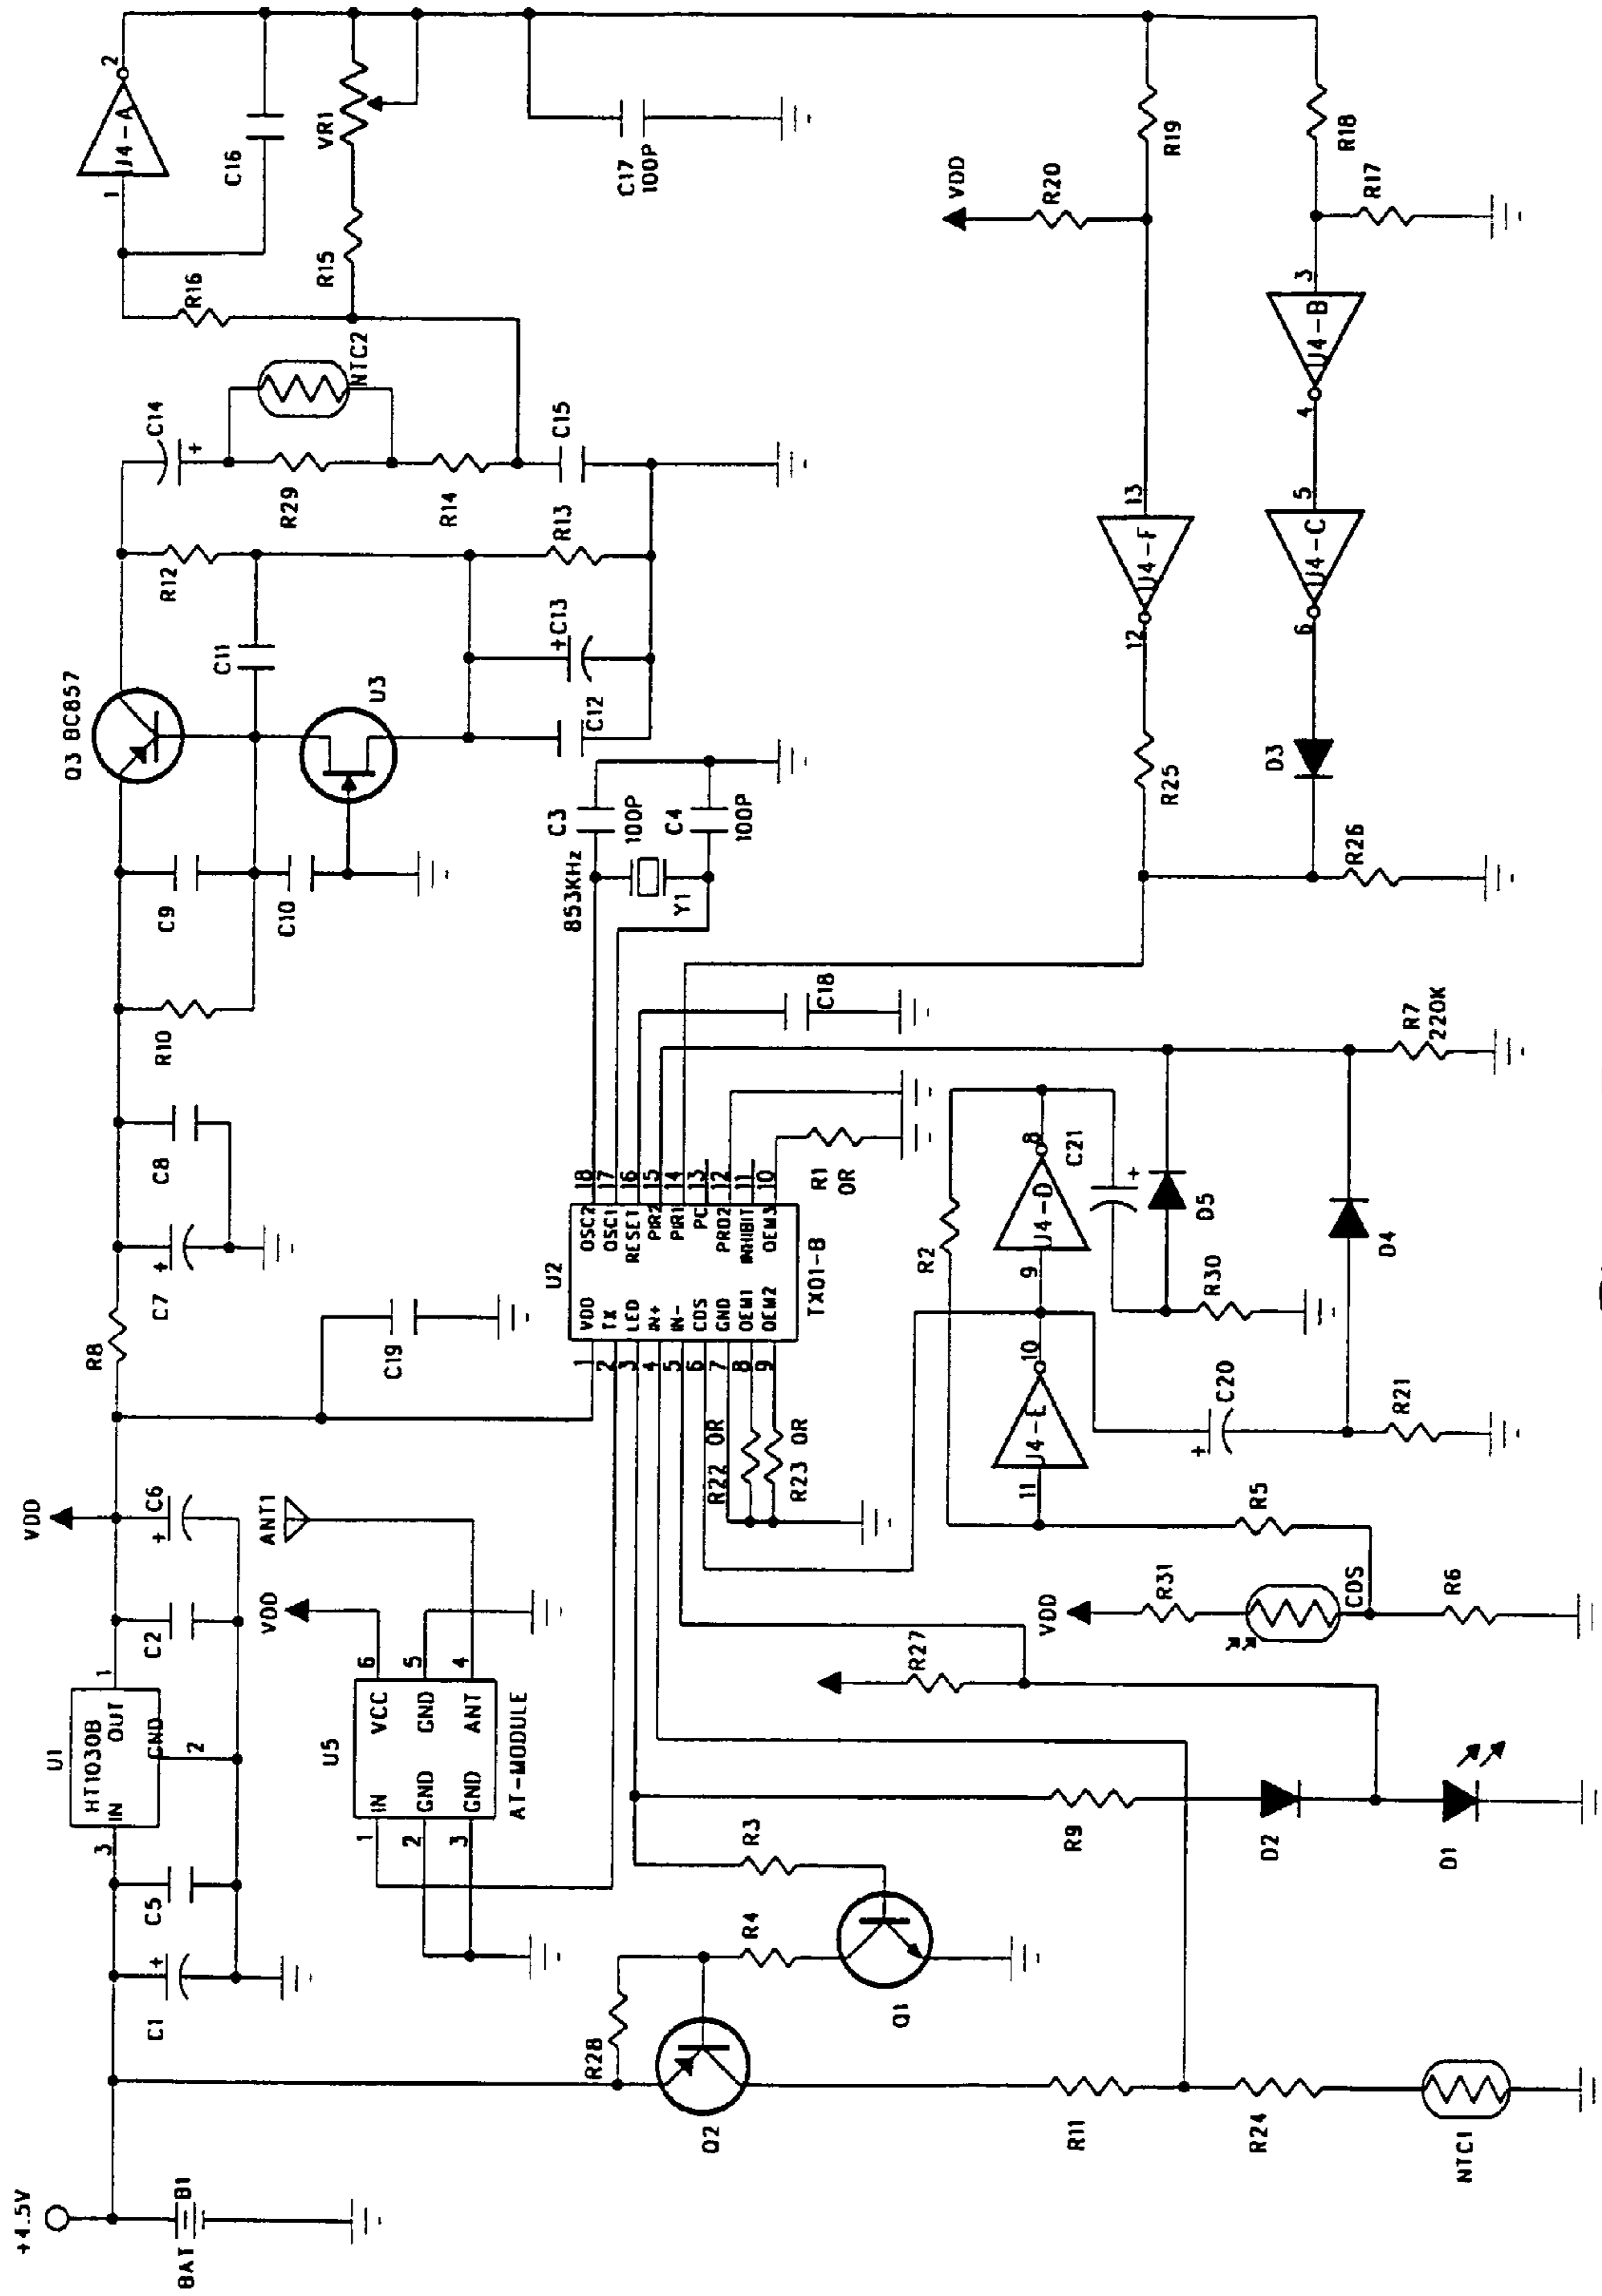 +4.5V
BAT
B1
C1
+
C5
3
U1
HT1030B
IN
OUT
GND
1
2
C2
C6
+
VDD
R8
C7
+
C8
R10
C9
C10
Q3 BC857
C11
U3
R12
C12
+C13
R13
C14
+
R29
NTC2
R14
C15
R16
R15
VR1
C16
1
U4-A
2
C17
100P
VDD
ANT1
U5
IN
GND
GND
VCC
GND
ANT
1
2
3
6
5
4
AT-MODULE
C19
U2
VDD
TX
LED
IN+
IN-
CDS
GND
OEM1
OEM2
OSC2
OSC1
RESET
PIR2
PIR1
PC
PRO2
INHIBIT
OEM3
1
2
3
4
5
6
7
8
9
18
17
16
15
14
13
12
11
10
TX01-B
R22 0R
R23 0R
R1
0R
C18
853KHz
Y1
C3
100P
C4
100P
R28
Q2
R4
R3
Q1
R11
R24
NTC1
R9
D2
D1
R27
VDD
R31
CDS
R6
R5
11
U4-E
10
9
U4-D
8
R2
C21
+
C20
+
R21
D5
R30
D4
R7
220K
R25
12
U4-F
13
VDD
R20
R19
R18
R17
3
U4-B
4
5
U4-C
6
D3
R26